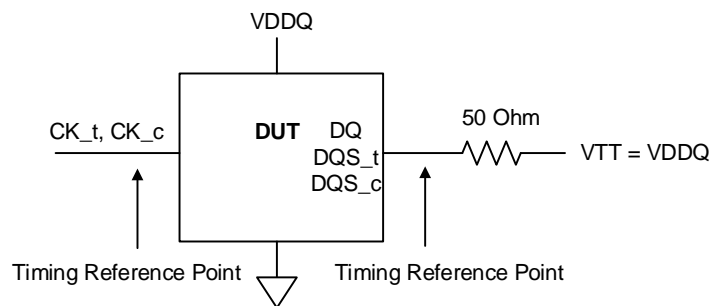 VDDQ
50 Ohm
CK_t, CK_c
DUT
DQ
DQS_t
DQS_c
VTT = VDDQ
Timing Reference Point
Timing Reference Point